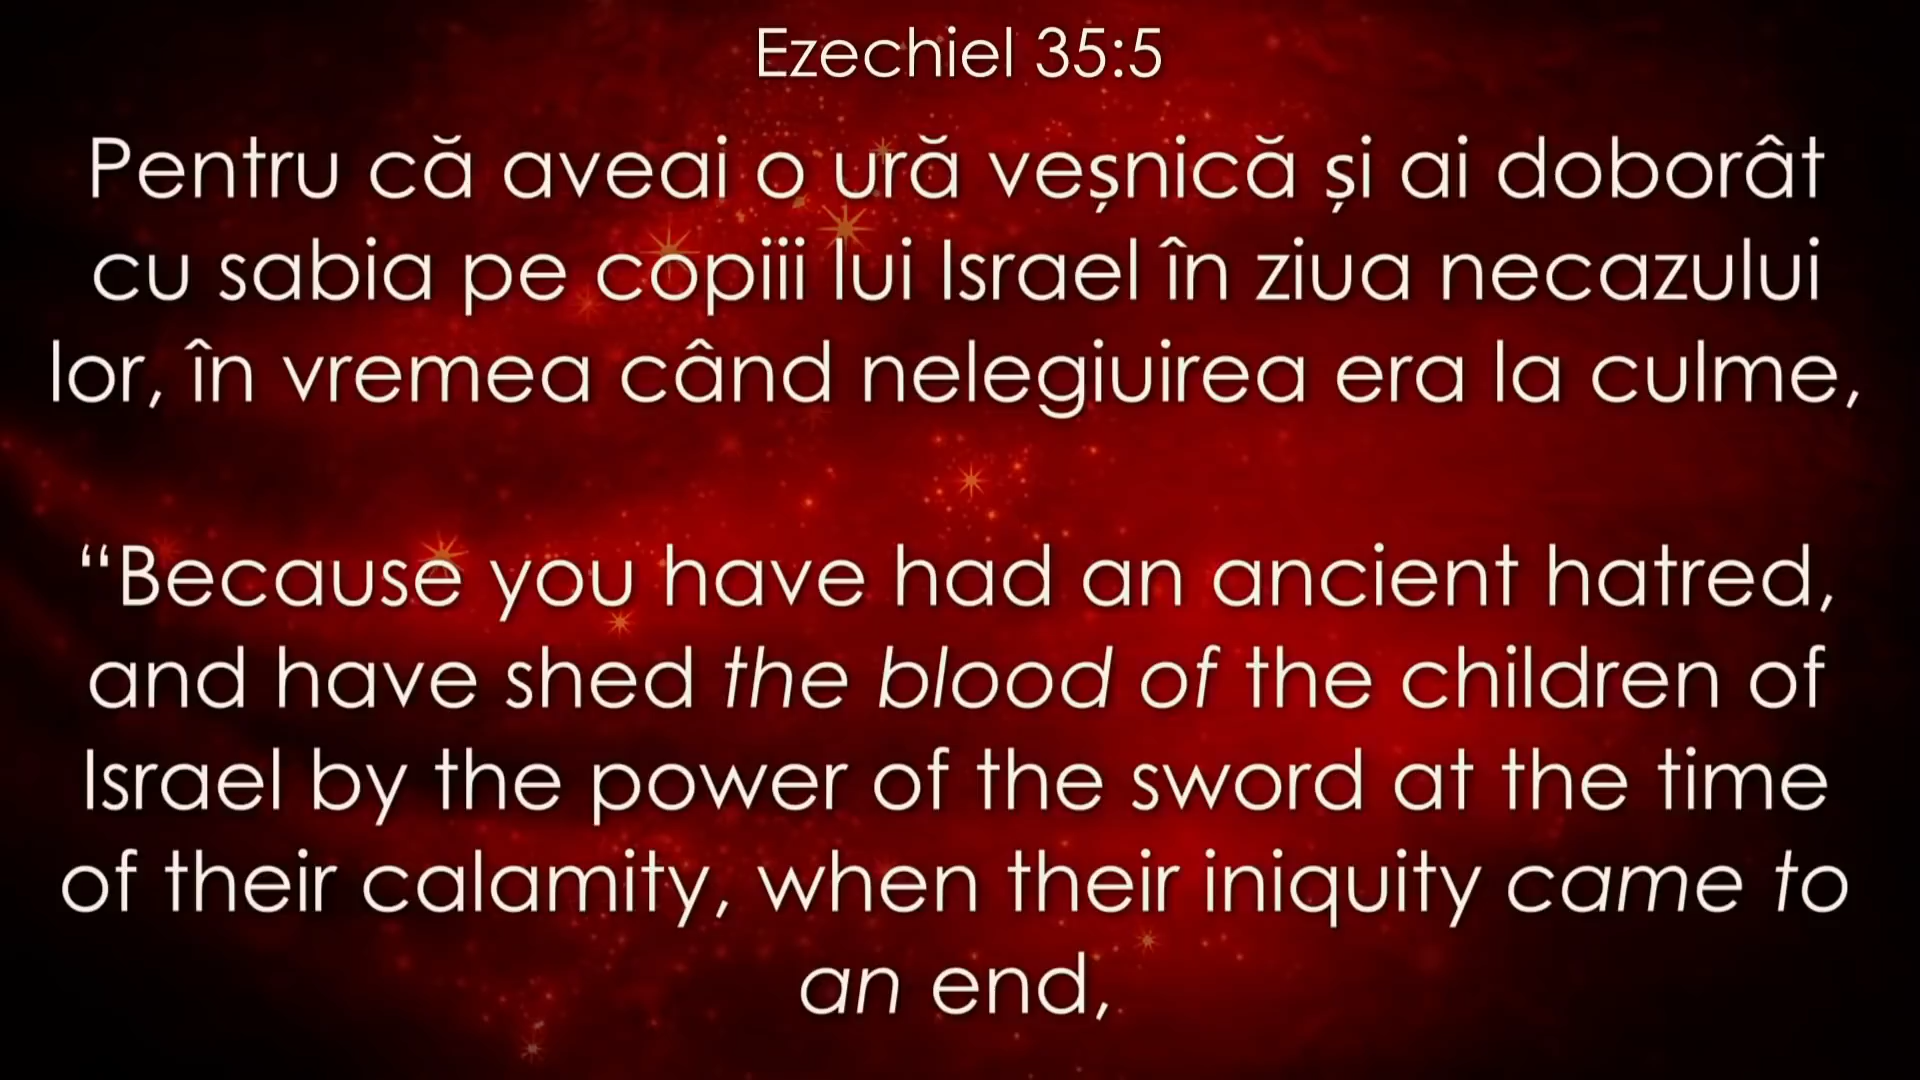 Ezechiel 35:5
Pentru că aveai o ură veșnică și ai doborât
cu sabia pe copiii lui Israel în ziua necazului
lor, în vremea când nelegiuirea era la culme,
“Because you have had an ancient hatred,
and have shed the blood of the children of
Israel by the power of the sword at the time
of their calamity, when their iniquity came to
an end,